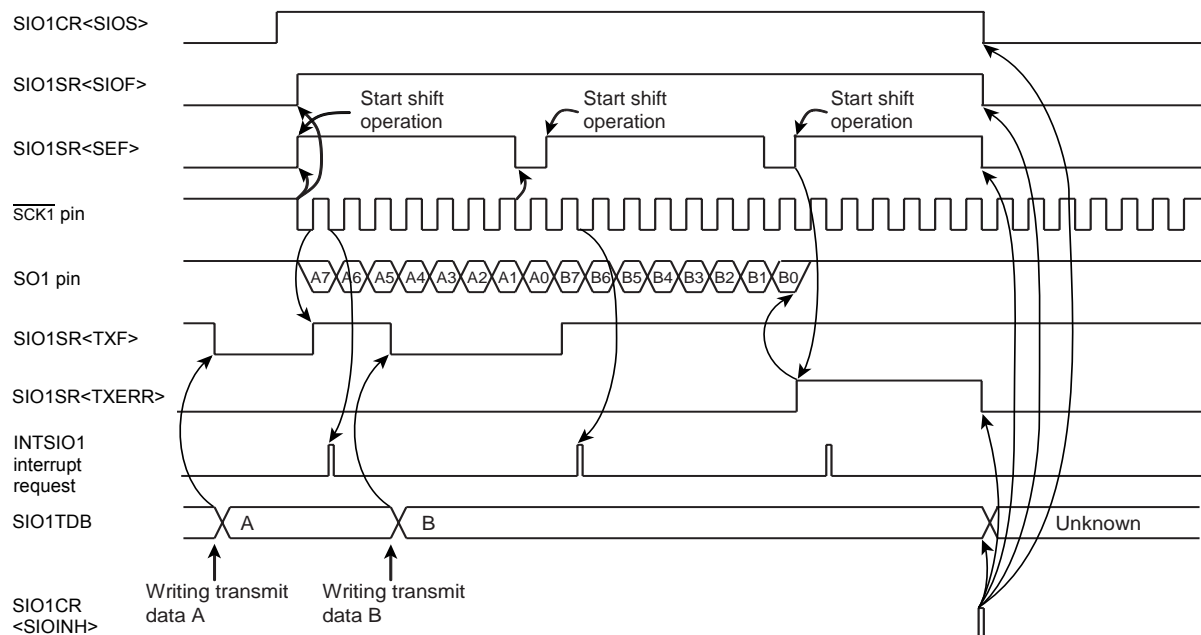 SIO1CR<SIOS>
SIO1SR<SIOF>
Start shift
operation
Start shift
operation
Start shift
operation
SIO1SR<SEF>
SCK1 pin
SO1 pin
A7 A6 A5 A4 A3 A2 A1 A0 B7 B6 B5 B4 B3 B2 B1 B0
SIO1SR<TXF>
SIO1SR<TXERR>
INTSIO1
interrupt
request
SIO1TDB
A
B
Unknown
Writing transmit
data A
Writing transmit
data B
SIO1CR
<SIOINH>